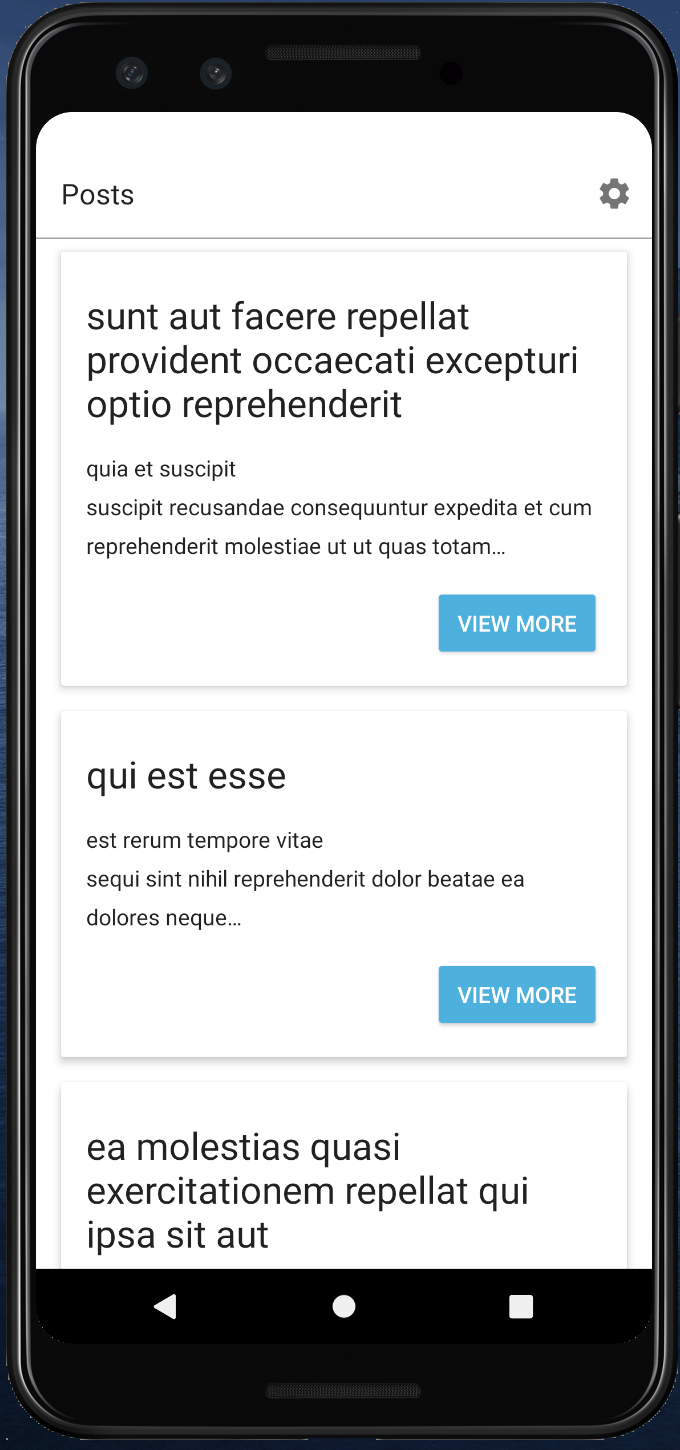 Posts
sunt aut facere repellat
provident occaecati excepturi
optio reprehenderit
quia et suscipit
suscipit recusandae consequuntur expedita et cum
reprehenderit molestiae ut ut quas totam…
VIEW MORE
qui est esse
est rerum tempore vitae
sequi sint nihil reprehenderit dolor beatae ea
dolores neque…
VIEW MORE
ea molestias quasi
exercitationem repellat qui
ipsa sit aut